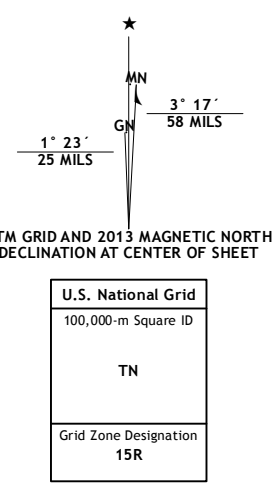 ★
MN
GN
3° 17´
58 MILS
1° 23´
25 MILS
TM GRID AND 2013 MAGNETIC NORTH
DECLINATION AT CENTER OF SHEET
U.S. National Grid
100,000-m Square ID
TN
Grid Zone Designation
15R